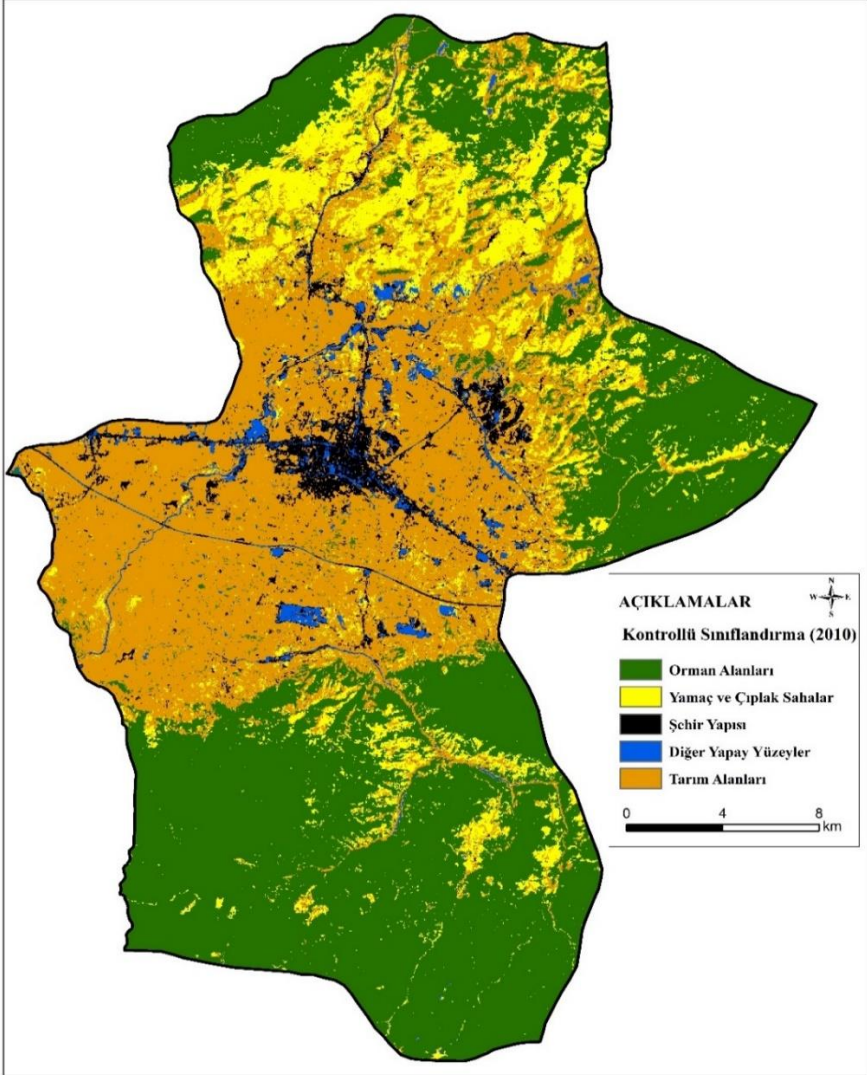 AÇIKLAMALAR
N
W E
S
Kontrollü Sınıflandırma (2010)
Orman Alanları
Yamaç ve Çıplak Sahalar
Şehir Yapısı
Diğer Yapay Yüzeyler
Tarım Alanları
0 4 8
km